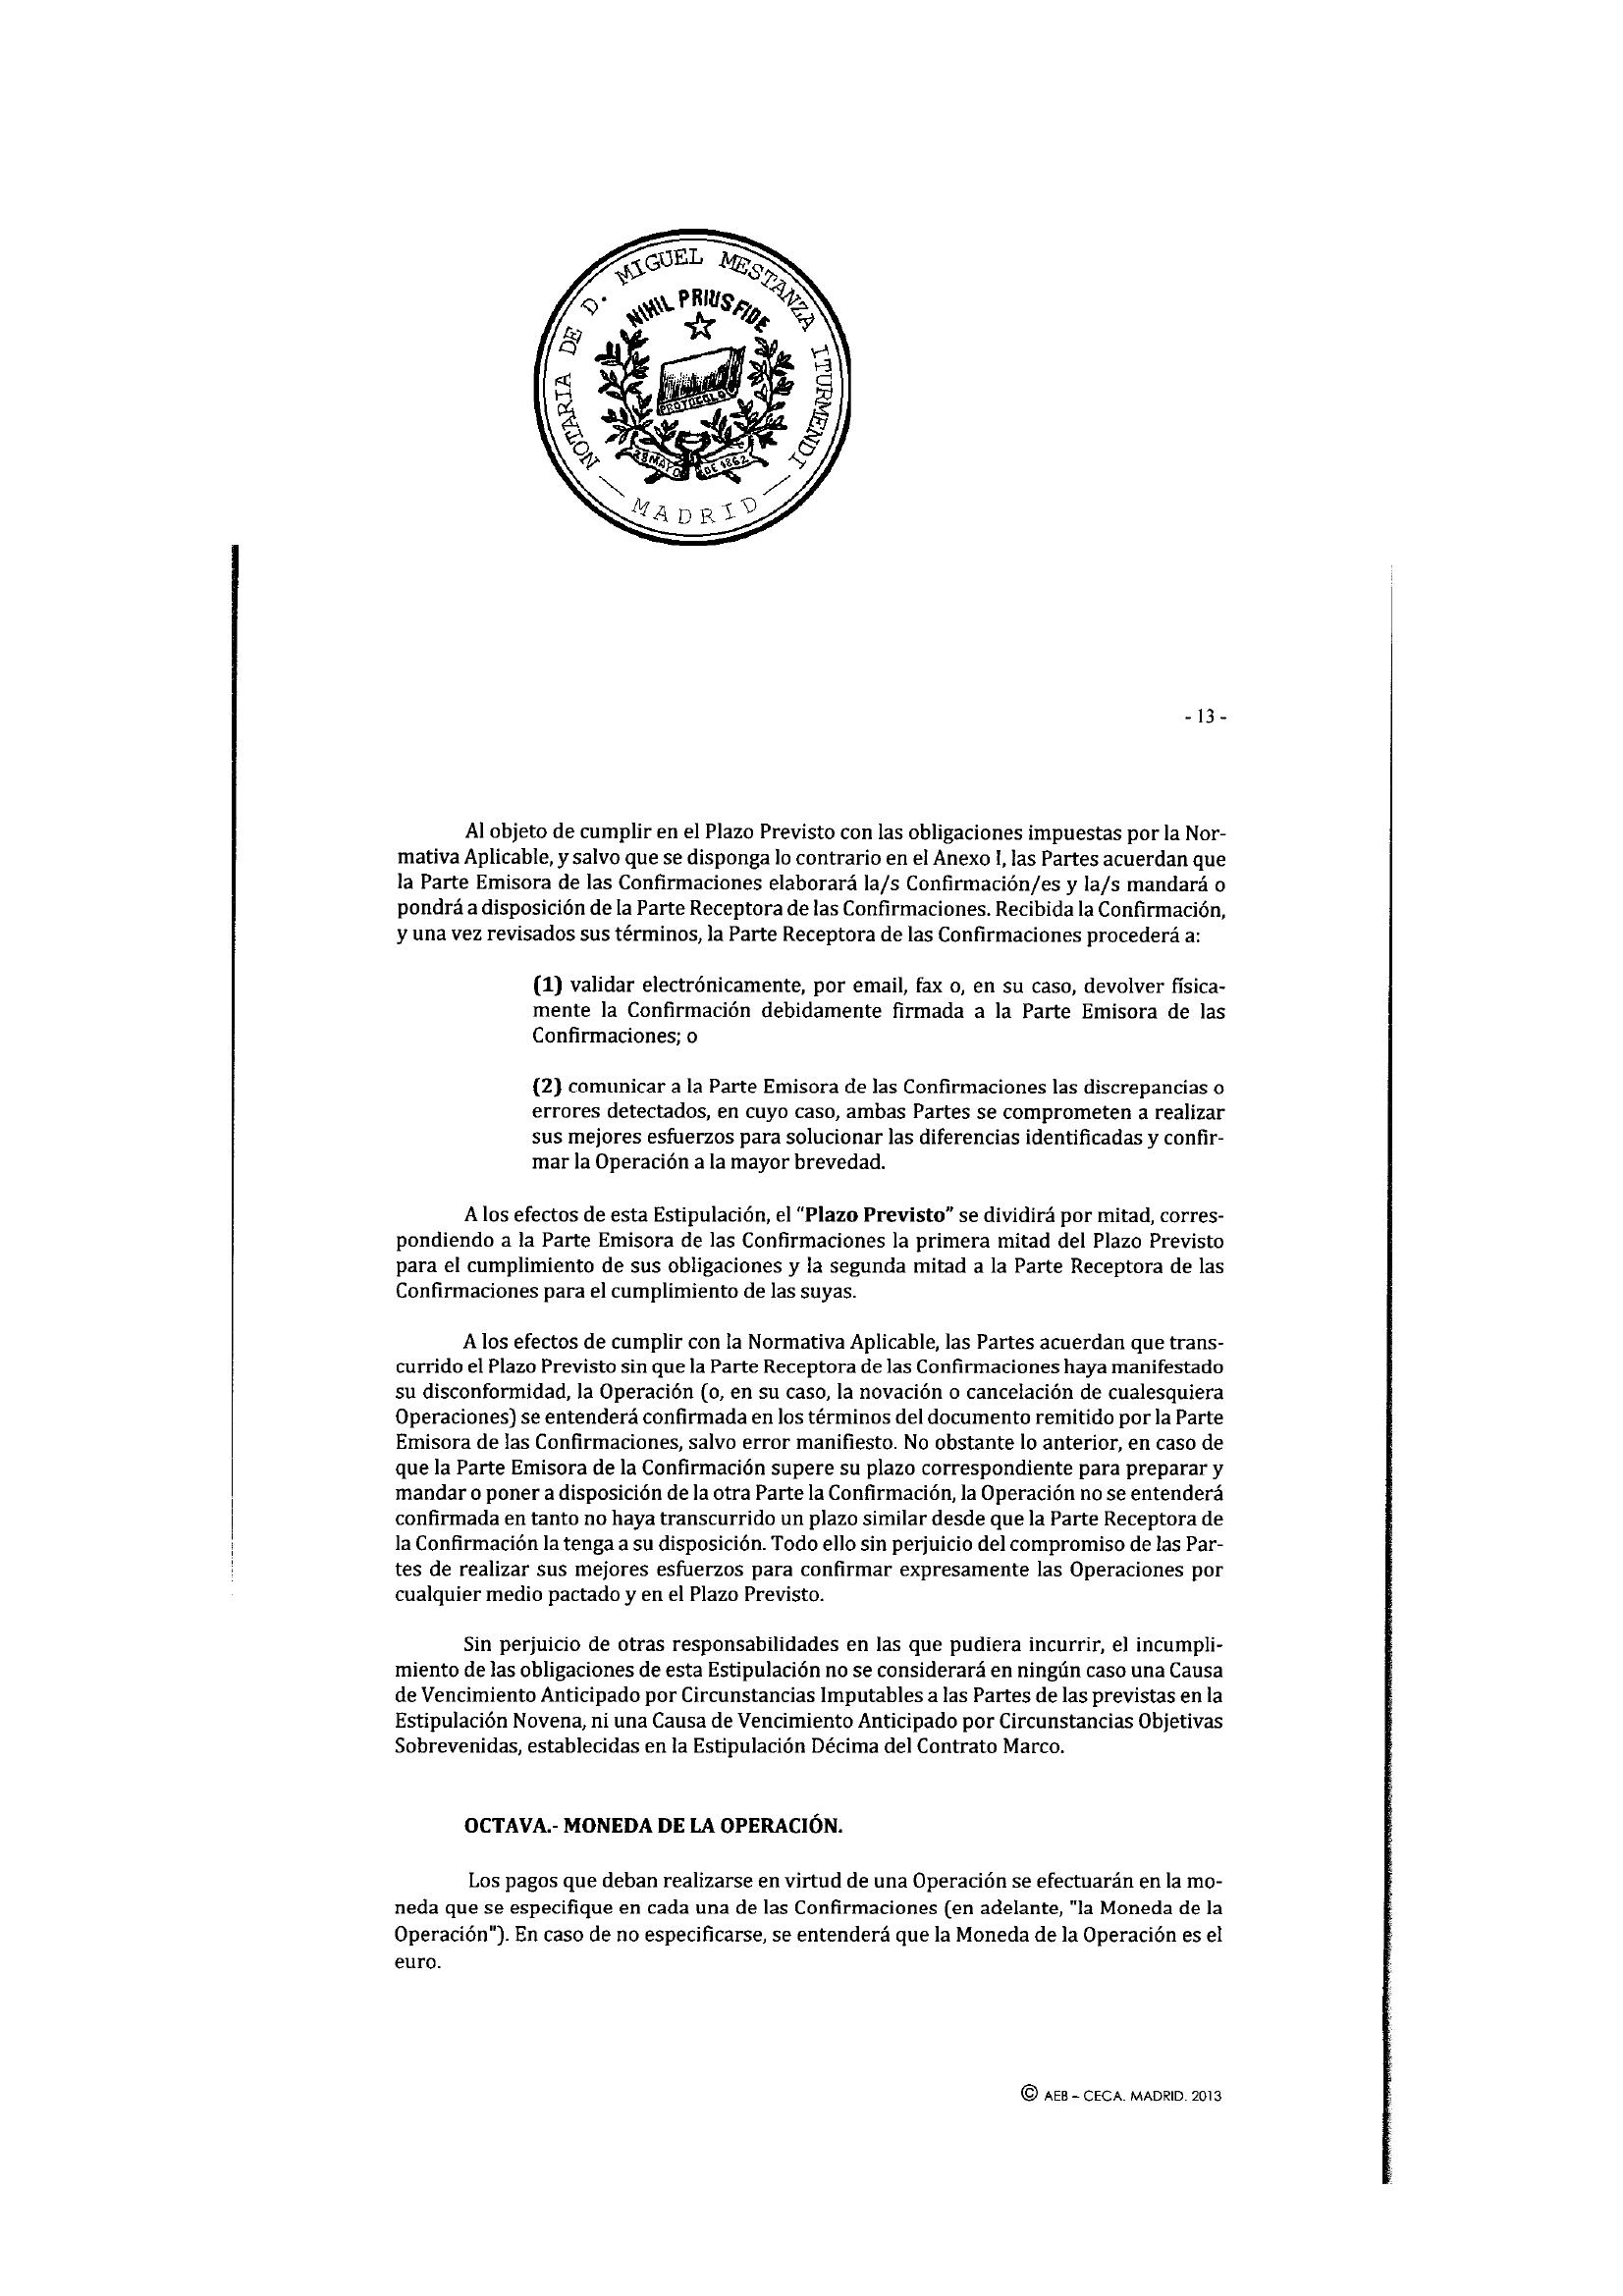 NOTARIA DE D. MIGUEL MESTANZA ITURMENDI
NIHIL PRIUS FIDE
PROTOCOLO
28 MAYO DE 1862
MADRID
- 13 -
Al objeto de cumplir en el Plazo Previsto con las obligaciones impuestas por la Nor-
mativa Aplicable, y salvo que se disponga lo contrario en el Anexo I, las Partes acuerdan que
la Parte Emisora de las Confirmaciones elaborará la/s Confirmación/es y la/s mandará o
pondrá a disposición de la Parte Receptora de las Confirmaciones. Recibida la Confirmación,
y una vez revisados sus términos, la Parte Receptora de las Confirmaciones procederá a:
(1) validar electrónicamente, por email, fax o, en su caso, devolver física-
mente la Confirmación debidamente firmada a la Parte Emisora de las
Confirmaciones; o
(2) comunicar a la Parte Emisora de las Confirmaciones las discrepancias o
errores detectados, en cuyo caso, ambas Partes se comprometen a realizar
sus mejores esfuerzos para solucionar las diferencias identificadas y confir-
mar la Operación a la mayor brevedad.
A los efectos de esta Estipulación, el "Plazo Previsto" se dividirá por mitad, corres-
pondiendo a la Parte Emisora de las Confirmaciones la primera mitad del Plazo Previsto
para el cumplimiento de sus obligaciones y la segunda mitad a la Parte Receptora de las
Confirmaciones para el cumplimiento de las suyas.
A los efectos de cumplir con la Normativa Aplicable, las Partes acuerdan que trans-
currido el Plazo Previsto sin que la Parte Receptora de las Confirmaciones haya manifestado
su disconformidad, la Operación (o, en su caso, la novación o cancelación de cualesquiera
Operaciones) se entenderá confirmada en los términos del documento remitido por la Parte
Emisora de las Confirmaciones, salvo error manifiesto. No obstante lo anterior, en caso de
que la Parte Emisora de la Confirmación supere su plazo correspondiente para preparar y
mandar o poner a disposición de la otra Parte la Confirmación, la Operación no se entenderá
confirmada en tanto no haya transcurrido un plazo similar desde que la Parte Receptora de
la Confirmación la tenga a su disposición. Todo ello sin perjuicio del compromiso de las Par-
tes de realizar sus mejores esfuerzos para confirmar expresamente las Operaciones por
cualquier medio pactado y en el Plazo Previsto.
Sin perjuicio de otras responsabilidades en las que pudiera incurrir, el incumpli-
miento de las obligaciones de esta Estipulación no se considerará en ningún caso una Causa
de Vencimiento Anticipado por Circunstancias Imputables a las Partes de las previstas en la
Estipulación Novena, ni una Causa de Vencimiento Anticipado por Circunstancias Objetivas
Sobrevenidas, establecidas en la Estipulación Décima del Contrato Marco.
OCTAVA.- MONEDA DE LA OPERACIÓN.
Los pagos que deban realizarse en virtud de una Operación se efectuarán en la mo-
neda que se especifique en cada una de las Confirmaciones (en adelante, "la Moneda de la
Operación"). En caso de no especificarse, se entenderá que la Moneda de la Operación es el
euro.
© AEB – CECA. MADRID. 2013